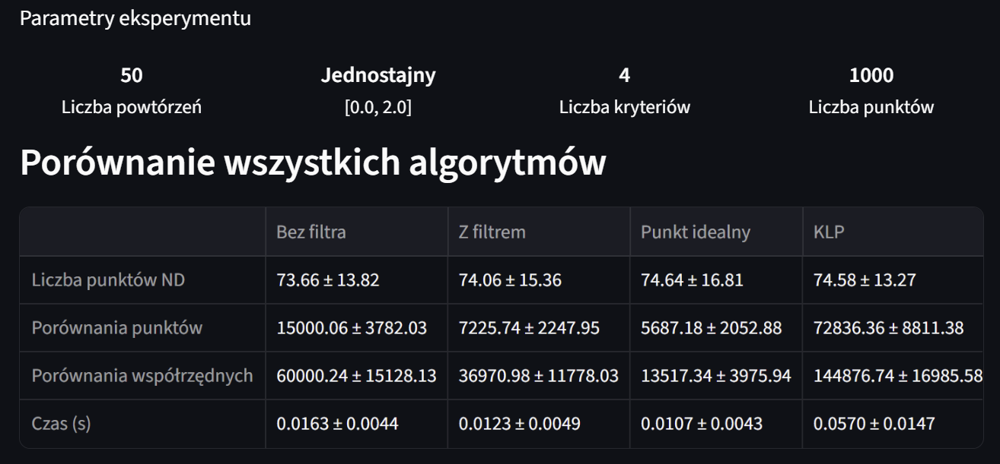 Parametry eksperymentu
50 Jednostajny 4 1000
Liczba powtórzeń [0.0, 2.0] Liczba kryteriów Liczba punktów
Porównanie wszystkich algorytmów
Bez filtra Z filtrem Punkt idealny KLP
Liczba punktów ND 73.66 ± 13.82 74.06 ± 15.36 74.64 ± 16.81 74.58 ± 13.27
Porównania punktów 15000.06 ± 3782.03 7225.74 ± 2247.95 5687.18 ± 2052.88 72836.36 ± 8811.38
Porównania współrzędnych 60000.24 ± 15128.13 36970.98 ± 11778.03 13517.34 ± 3975.94 144876.74 ± 16985.58
Czas (s) 0.0163 ± 0.0044 0.0123 ± 0.0049 0.0107 ± 0.0043 0.0570 ± 0.0147